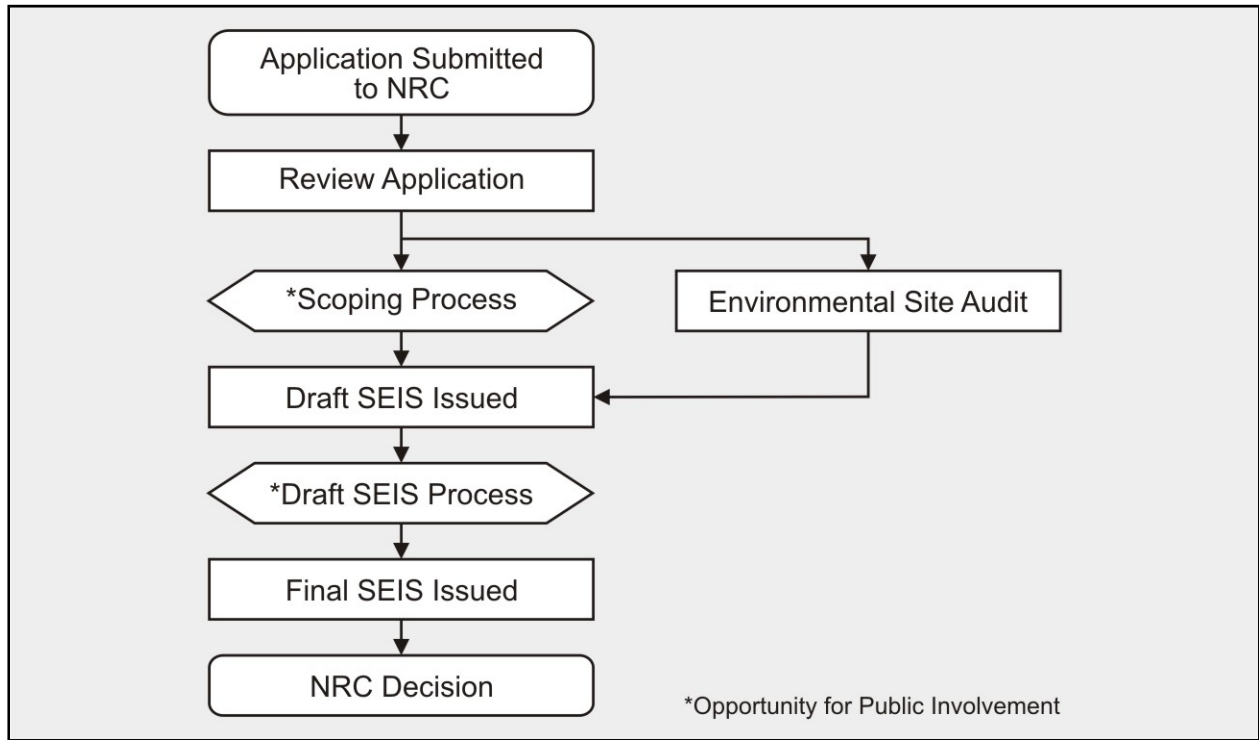 Application Submitted
to NRC
Review Application
*Scoping Process
Environmental Site Audit
Draft SEIS Issued
*Draft SEIS Process
Final SEIS Issued
NRC Decision
*Opportunity for Public Involvement